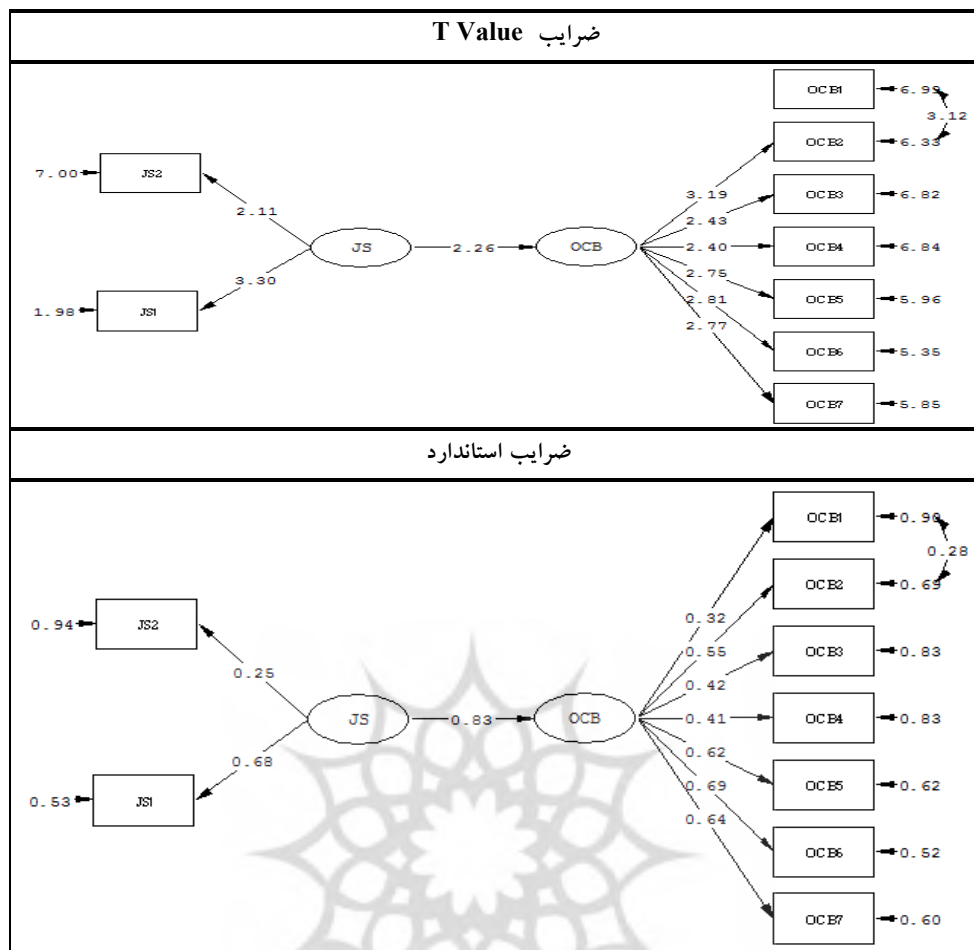 ضرایب T Value
OCB1 6.99
3.12
OCB2 6.33
7.00 JS2
3.19
OCB3 6.82
2.11
2.43
JS 2.26 OCB
2.40
OCB4 6.84
3.30
2.75
OCB5 5.96
2.81
1.98 JS1
2.77
OCB6 5.35
OCB7 5.85
ضرایب استاندارد
OCB1 0.90
0.28
OCB2 0.69
0.94 JS2
0.32
0.55
OCB3 0.83
0.25
0.42
JS 0.83 OCB
0.41
OCB4 0.83
0.68
0.62
OCB5 0.62
0.69
0.53 JS1
0.64
OCB6 0.52
OCB7 0.60